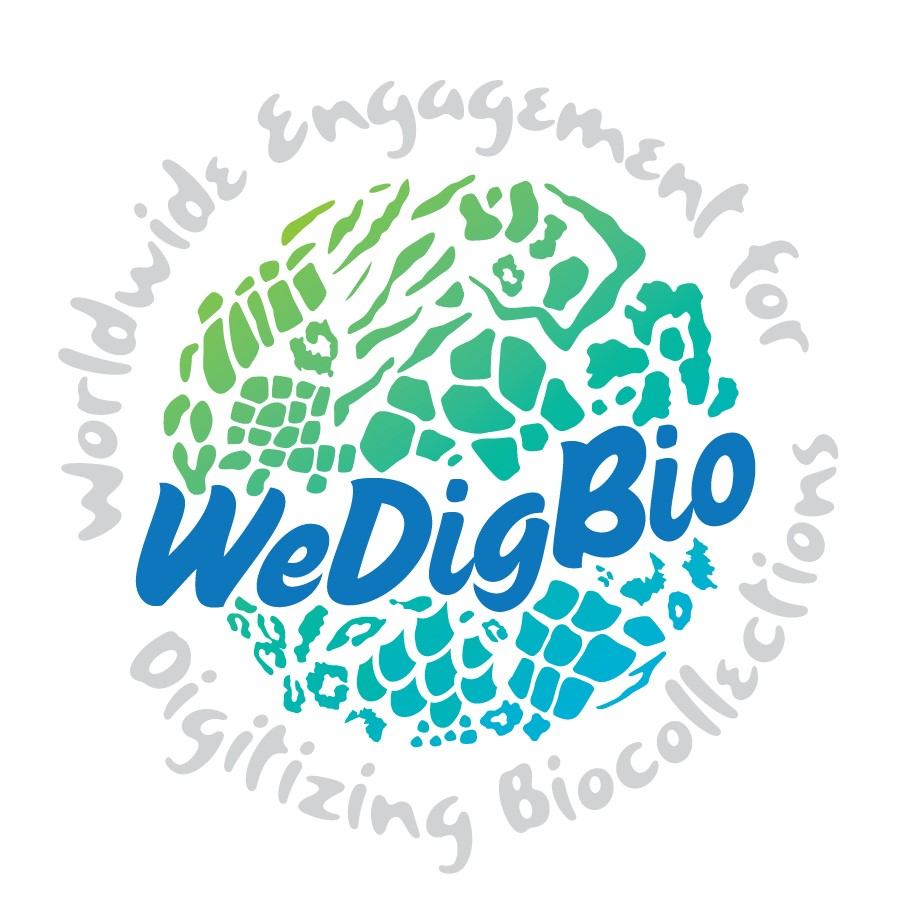 Worldwide Engagement for
WeDigBio
Digitizing Biocollections